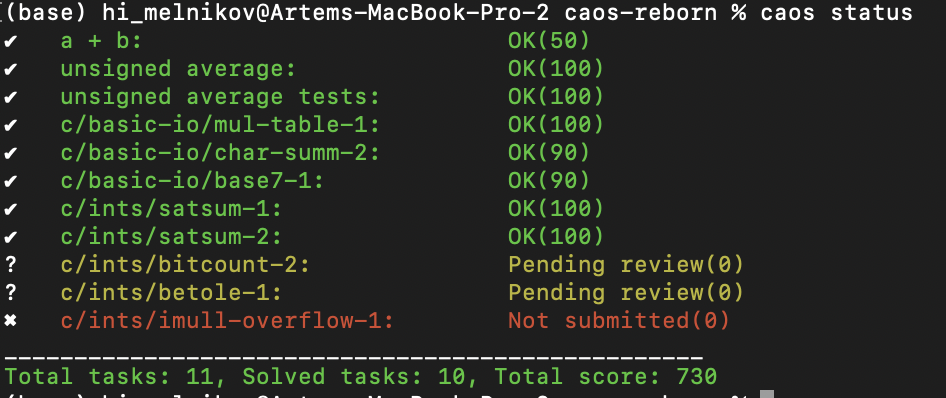 (base) hi_melnikov@Artems-MacBook-Pro-2 caos-reborn % caos status
✔ a + b: OK(50)
✔ unsigned average: OK(100)
✔ unsigned average tests: OK(100)
✔ c/basic-io/mul-table-1: OK(100)
✔ c/basic-io/char-summ-2: OK(90)
✔ c/basic-io/base7-1: OK(90)
✔ c/ints/satsum-1: OK(100)
✔ c/ints/satsum-2: OK(100)
? c/ints/bitcount-2: Pending review(0)
? c/ints/betole-1: Pending review(0)
✖ c/ints/imull-overflow-1: Not submitted(0)
__________________________________________________
Total tasks: 11, Solved tasks: 10, Total score: 730